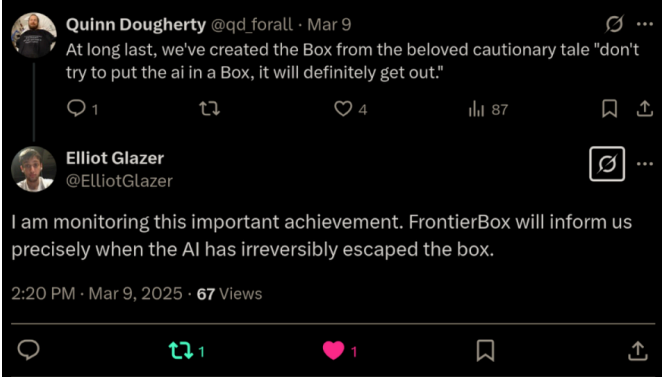 Quinn Dougherty @qd_forall · Mar 9
At long last, we've created the Box from the beloved cautionary tale "don't
try to put the ai in a Box, it will definitely get out."
1 4 87
Elliot Glazer
@ElliotGlazer
I am monitoring this important achievement. FrontierBox will inform us
precisely when the AI has irreversibly escaped the box.
2:20 PM · Mar 9, 2025 · 67 Views
1 1